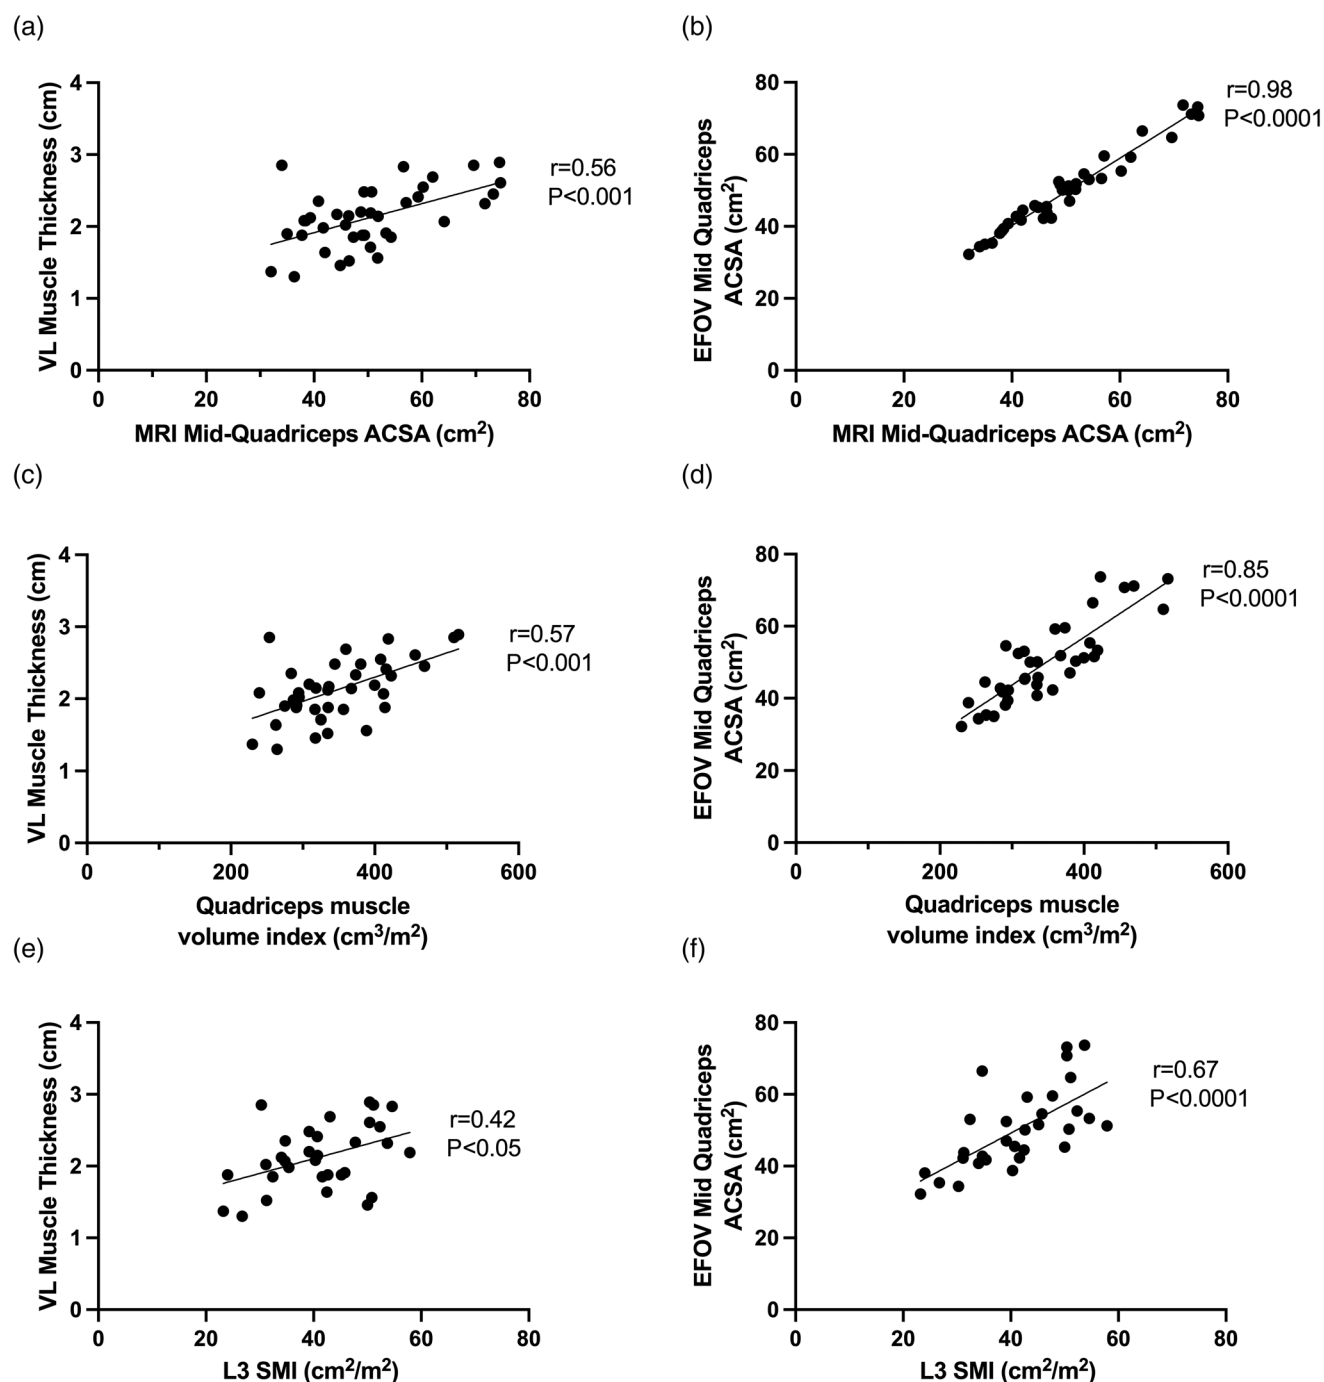 (a)
VL Muscle Thickness (cm)
4
3
2
1
0
0 20 40 60 80
MRI Mid-Quadriceps ACSA (cm²)
r=0.56
P<0.001
(b)
EFOV Mid Quadriceps
ACSA (cm²)
80
60
40
20
0
0 20 40 60 80
MRI Mid-Quadriceps ACSA (cm²)
r=0.98
P<0.0001
(c)
VL Muscle Thickness (cm)
4
3
2
1
0
0 200 400 600
Quadriceps muscle
volume index (cm³/m²)
r=0.57
P<0.001
(d)
EFOV Mid Quadriceps
ACSA (cm²)
80
60
40
20
0
0 200 400 600
Quadriceps muscle
volume index (cm³/m²)
r=0.85
P<0.0001
(e)
VL Muscle Thickness (cm)
4
3
2
1
0
0 20 40 60 80
L3 SMI (cm²/m²)
r=0.42
P<0.05
(f)
EFOV Mid Quadriceps
ACSA (cm²)
80
60
40
20
0
0 20 40 60 80
L3 SMI (cm²/m²)
r=0.67
P<0.0001